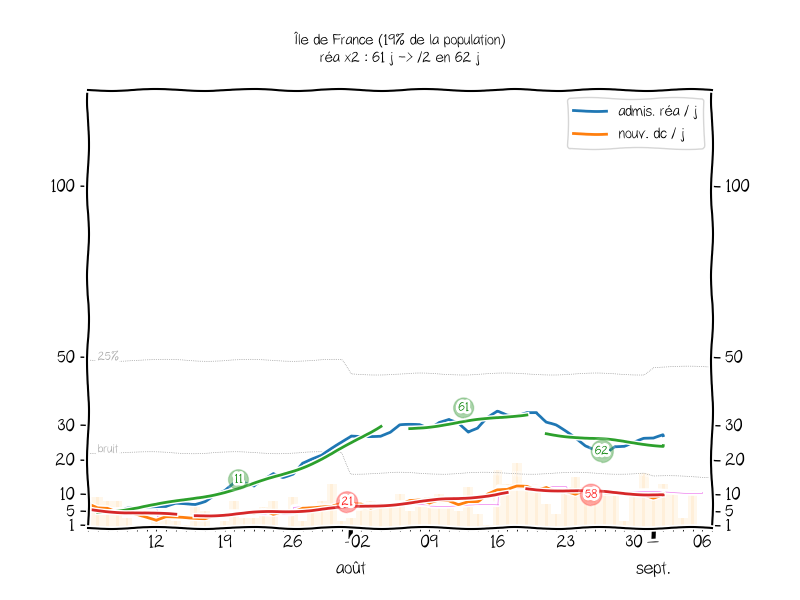 Île de France (19% de la population)
réa x2 : 61 j -> /2 en 62 j
admis. réa / j
nouv. dc / j
100 100
50 25% 50
61
30 30
62
20 bruit 20
11
10 21 58 10
5 5
1 1
12 19 26 02 09 16 23 30 06
août sept.